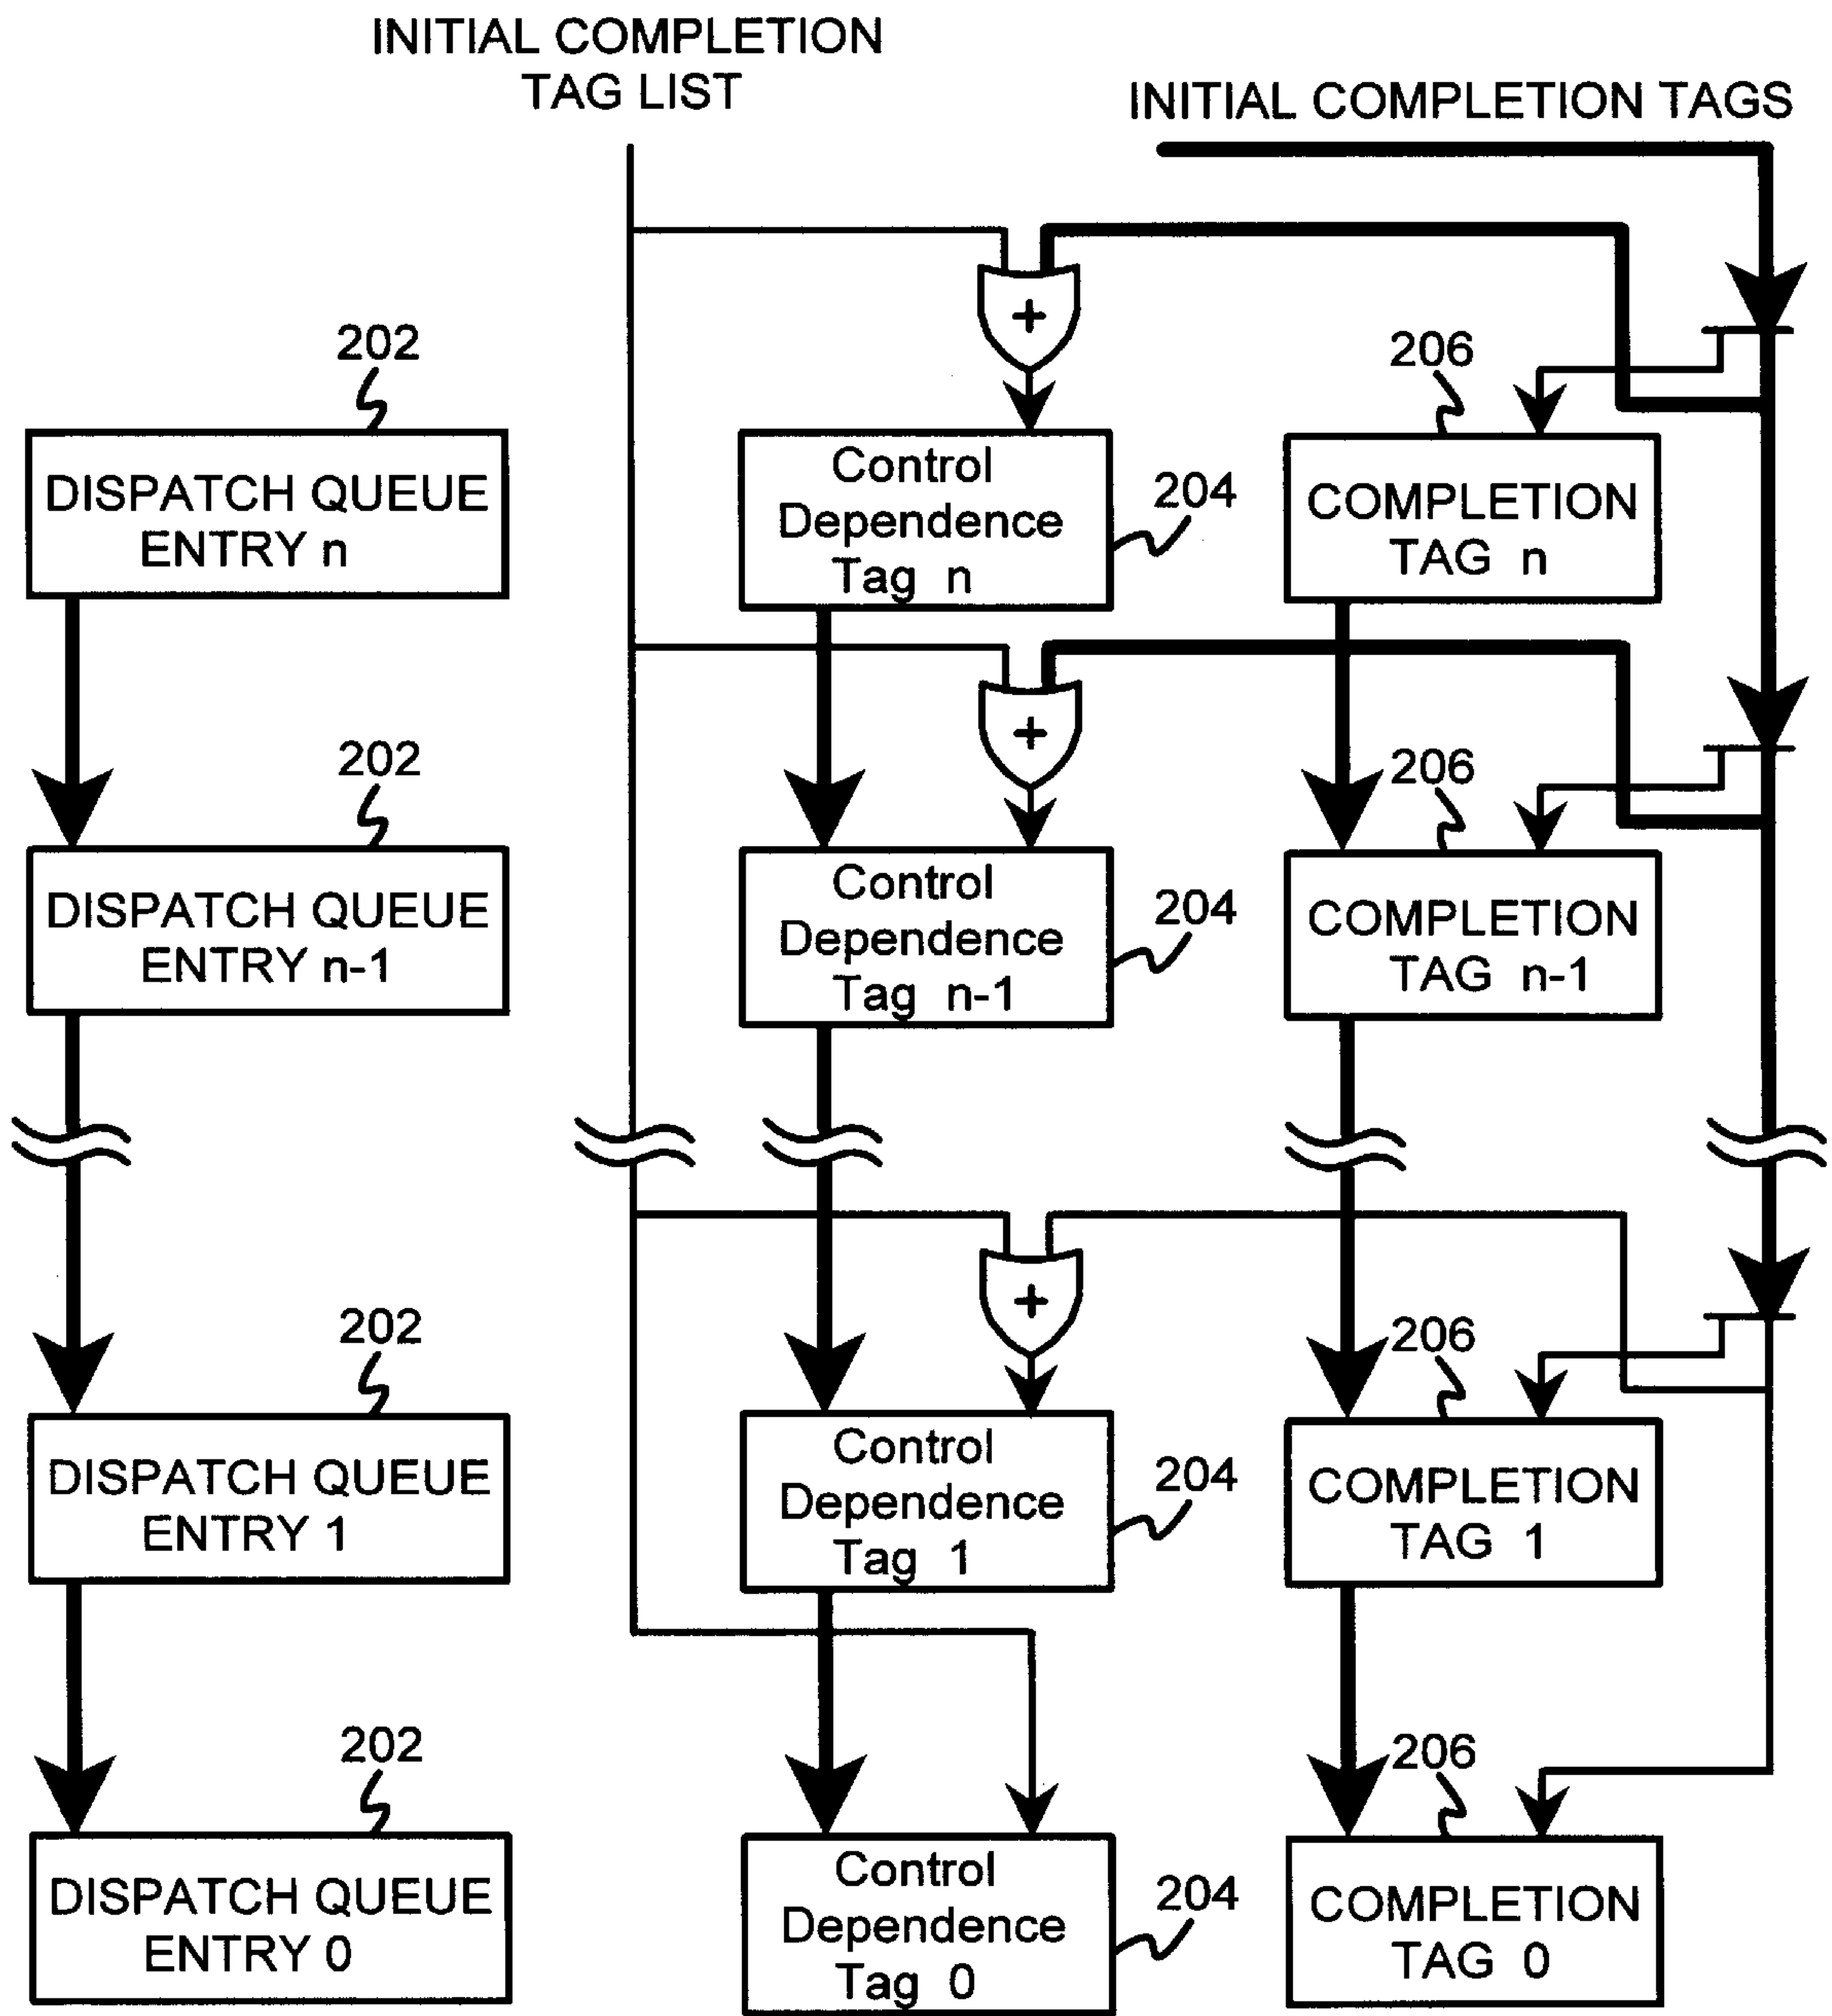 INITIAL COMPLETION
TAG LIST
INITIAL COMPLETION TAGS
+
202
206
DISPATCH QUEUE
ENTRY n
Control
Dependence
Tag n
204
COMPLETION
TAG n
+
202
206
DISPATCH QUEUE
ENTRY n-1
Control
Dependence
Tag n-1
204
COMPLETION
TAG n-1
+
202
206
DISPATCH QUEUE
ENTRY 1
Control
Dependence
Tag 1
204
COMPLETION
TAG 1
202
206
DISPATCH QUEUE
ENTRY 0
Control
Dependence
Tag 0
204
COMPLETION
TAG 0